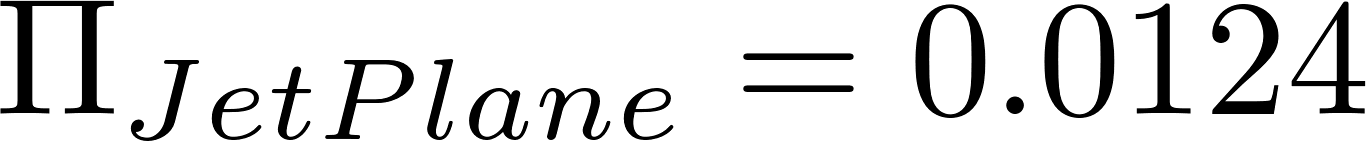 Π_{JetPlane} = 0.0124